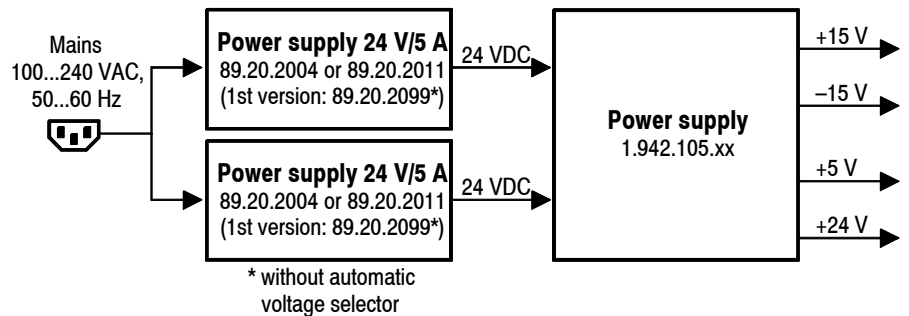 Mains
100...240 VAC,
50...60 Hz
Power supply 24 V/5 A
89.20.2004 or 89.20.2011
(1st version: 89.20.2099*)
24 VDC
Power supply 24 V/5 A
89.20.2004 or 89.20.2011
(1st version: 89.20.2099*)
24 VDC
* without automatic
voltage selector
Power supply
1.942.105.xx
+15 V
–15 V
+5 V
+24 V